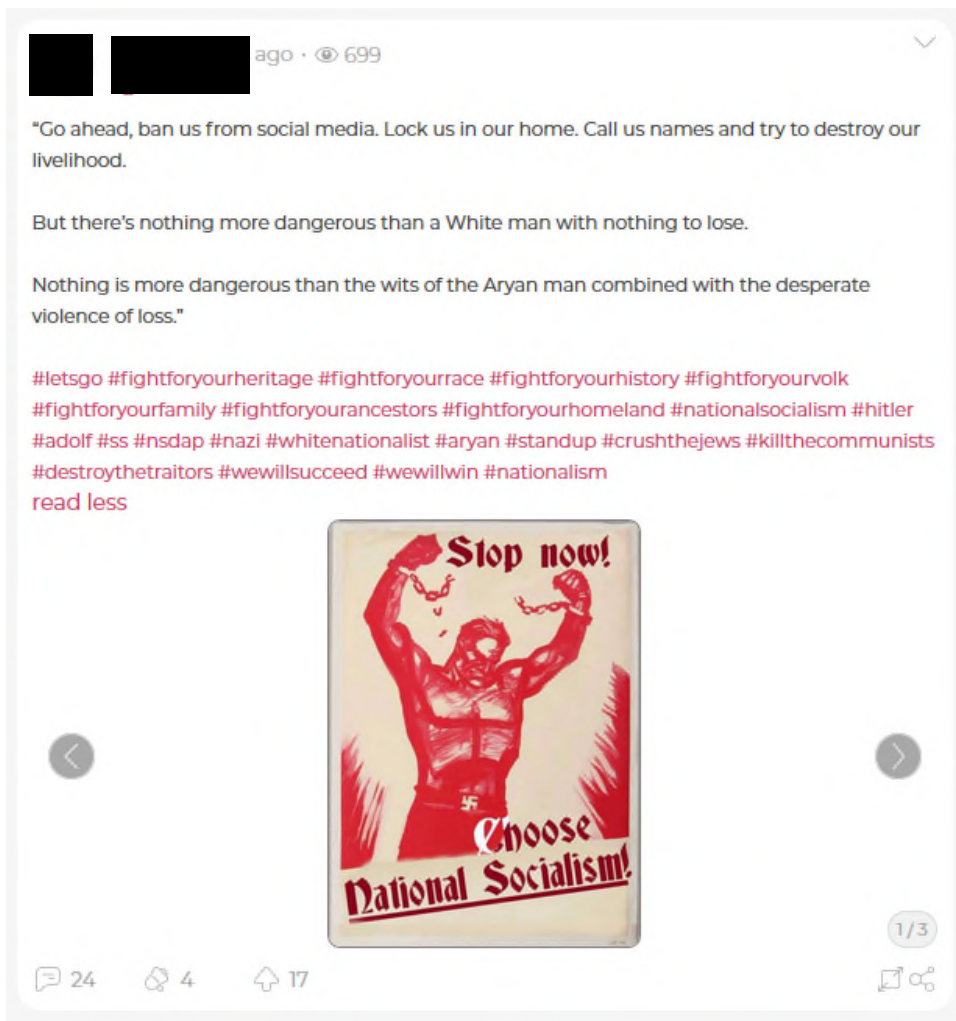 ago · 699
“Go ahead, ban us from social media. Lock us in our home. Call us names and try to destroy our
livelihood.
But there's nothing more dangerous than a White man with nothing to lose.
Nothing is more dangerous than the wits of the Aryan man combined with the desperate
violence of loss.”
#letsgo #fightforyourheritage #fightforyourrace #fightforyourhistory #fightforyourvolk
#fightforyourfamily #fightforyourancestors #fightforyourhomeland #nationalsocialism #hitler
#adolf #ss #nsdap #nazi #whitenationalist #aryan #standup #crushthejews #killthecommunists
#destroythetraitors #wewillsucceed #wewillwin #nationalism
read less
Stop now!
Choose
National Socialism!
1/3
24 4 17